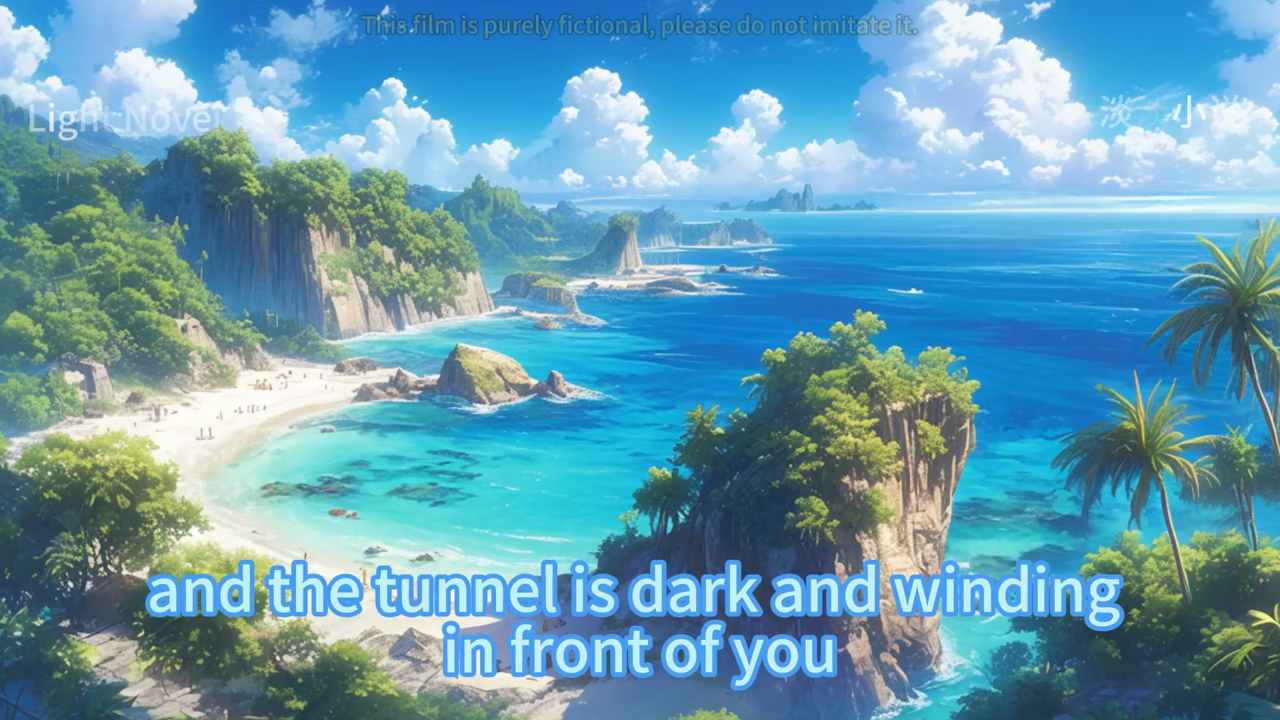 This film is purely fictional, please do not imitate it.
Light Novel
小
and the tunnel is dark and winding
in front of you